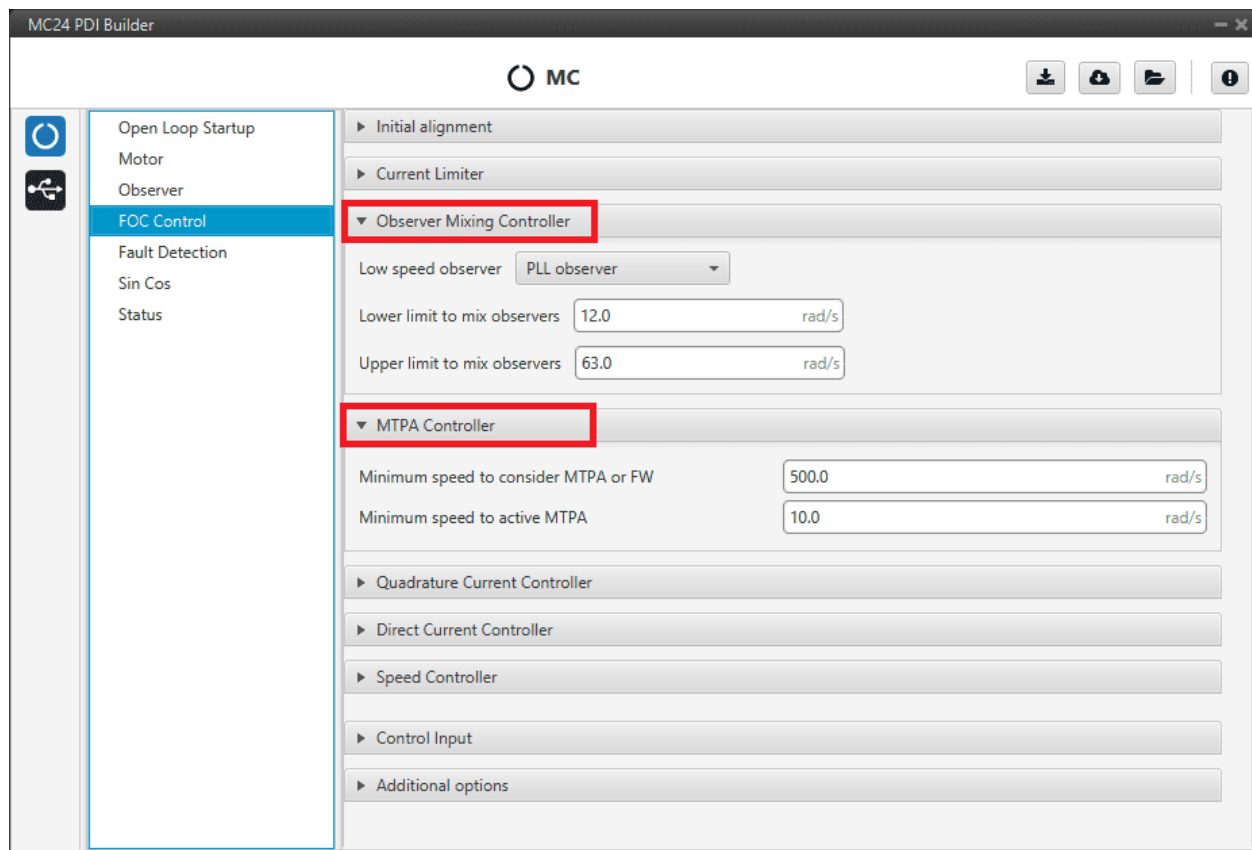 MC24 PDI Builder
MC
Open Loop Startup
Motor
Observer
FOC Control
Fault Detection
Sin Cos
Status
Initial alignment
Current Limiter
Observer Mixing Controller
Low speed observer PLL observer
Lower limit to mix observers 12.0 rad/s
Upper limit to mix observers 63.0 rad/s
MTPA Controller
Minimum speed to consider MTPA or FW 500.0 rad/s
Minimum speed to active MTPA 10.0 rad/s
Quadrature Current Controller
Direct Current Controller
Speed Controller
Control Input
Additional options